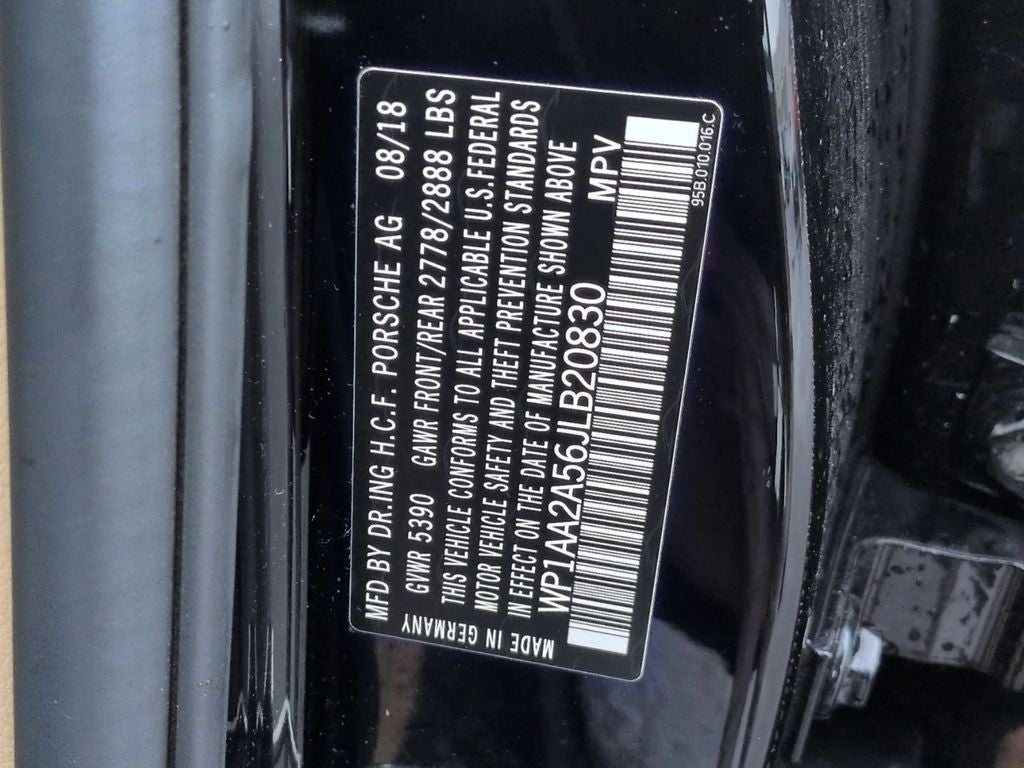 MFD BY DR.ING H.C.F. PORSCHE AG 08/18
GVWR 5390 GAWR FRONT/REAR 2778/2888 LBS
THIS VEHICLE CONFORMS TO ALL APPLICABLE U.S.FEDERAL
MOTOR VEHICLE SAFETY AND THEFT PREVENTION STANDARDS
IN EFFECT ON THE DATE OF MANUFACTURE SHOWN ABOVE
WP1AA2A56JLB20830 MPV
MADE IN GERMANY
95B.010.016.C